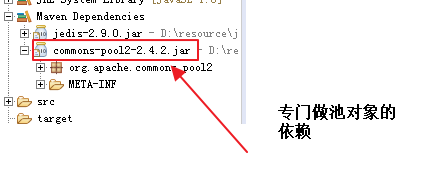 JRE System Library [JavaSE-1.8]
Maven Dependencies
jedis-2.9.0.jar - D:\resource\j
commons-pool2-2.4.2.jar - D:\res
org.apache.commons.pool2
META-INF
src
target
专门做池对象的
依赖